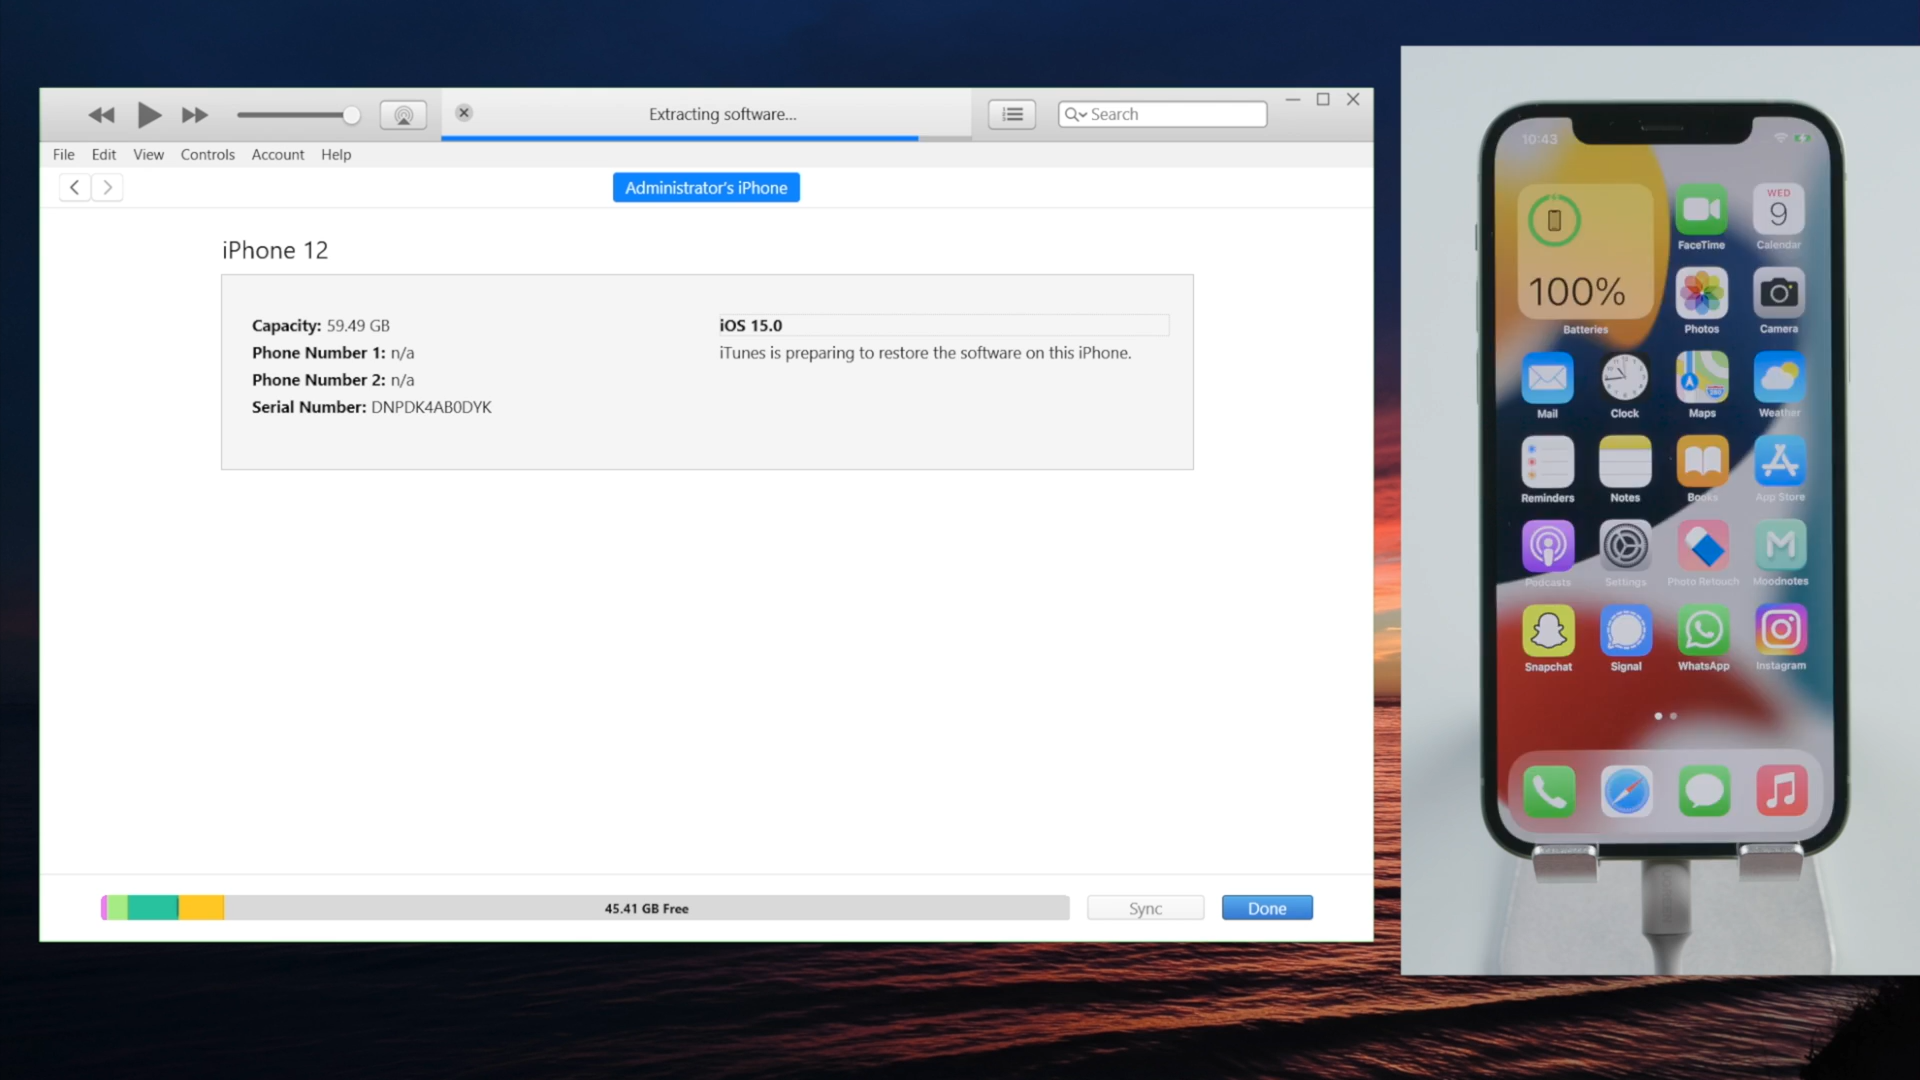 Extracting software...
Search
File Edit View Controls Account Help
Administrator's iPhone
iPhone 12
Capacity: 59.49 GB
Phone Number 1: n/a
Phone Number 2: n/a
Serial Number: DNPDK4AB0DYK
iOS 15.0
iTunes is preparing to restore the software on this iPhone.
45.41 GB Free
Sync
Done
10:43
100%
Batteries
FaceTime
WED
9
Calendar
Photos
Camera
Mail
Clock
Maps
Weather
Reminders
Notes
Books
App Store
Podcasts
Settings
Photo Retouch
Moodnotes
Snapchat
Signal
WhatsApp
Instagram